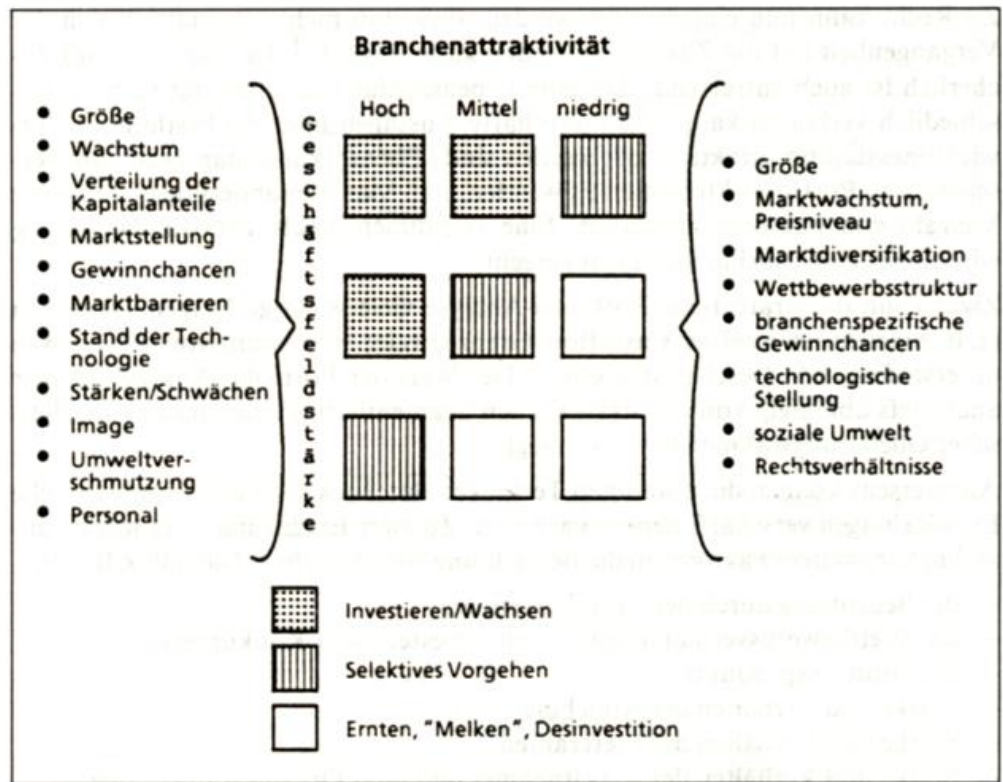 Branchenattraktivität
Hoch Mittel niedrig
• Größe
• Wachstum
• Verteilung der
Kapitalanteile
• Marktstellung
• Gewinnchancen
• Marktbarrieren
• Stand der Tech-
nologie
• Stärken/Schwächen
• Image
• Umweltver-
schmutzung
• Personal
Geschäftsfeldstärke
• Größe
• Marktwachstum,
Preisniveau
• Marktdiversifikation
• Wettbewerbsstruktur
• branchenspezifische
Gewinnchancen
• technologische
Stellung
• soziale Umwelt
• Rechtsverhältnisse
Investieren/Wachsen
Selektives Vorgehen
Ernten, "Melken", Desinvestition